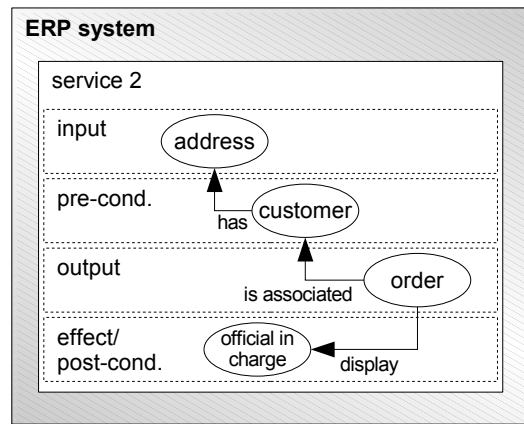 ERP system
service 2
input
address
pre-cond.
customer
has
output
order
is associated
effect/
post-cond.
official in
charge
display